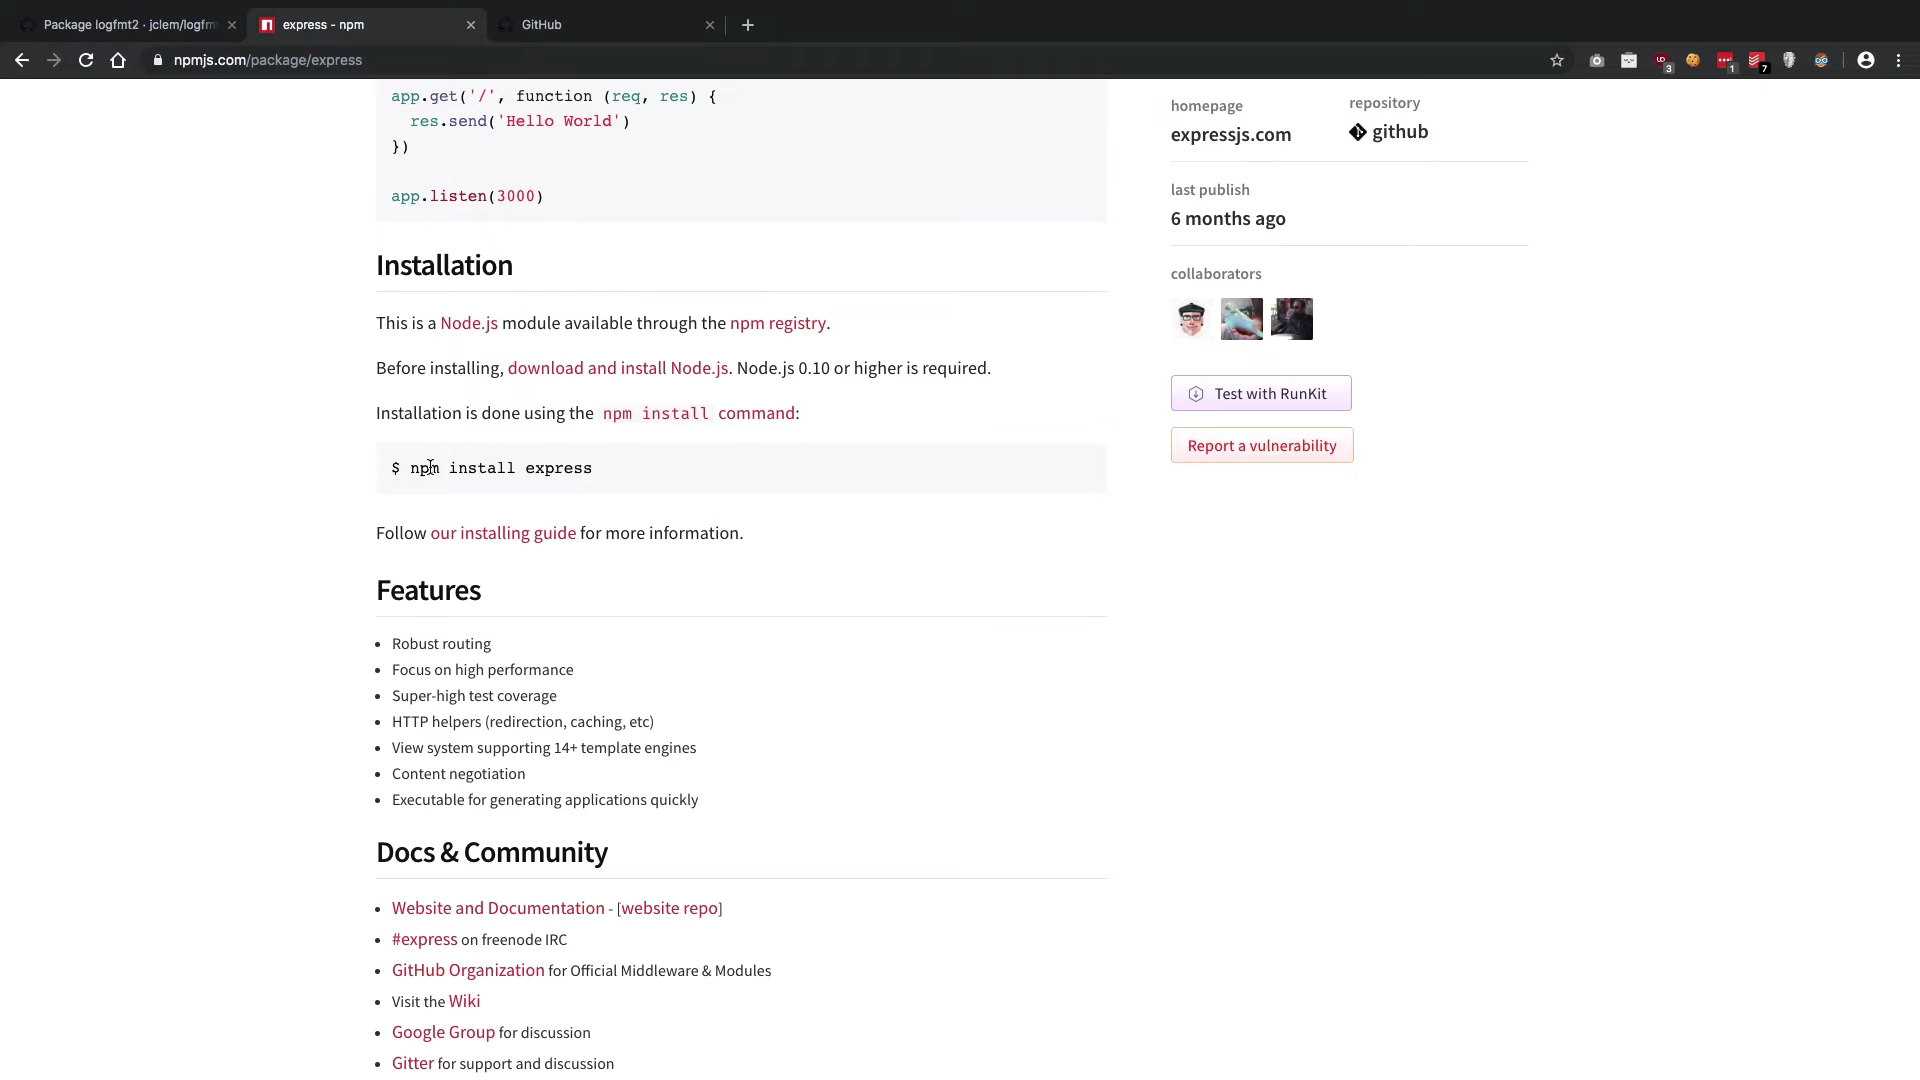 Package logfmt2 · jclem/logfm
express - npm
GitHub
npmjs.com/package/express
3
1
7
app.get('/', function (req, res) {
res.send('Hello World')
})
app.listen(3000)
Installation
This is a Node.js module available through the npm registry.
Before installing, download and install Node.js. Node.js 0.10 or higher is required.
Installation is done using the npm install command:
$ npm install express
Follow our installing guide for more information.
Features
• Robust routing
• Focus on high performance
• Super-high test coverage
• HTTP helpers (redirection, caching, etc)
• View system supporting 14+ template engines
• Content negotiation
• Executable for generating applications quickly
Docs & Community
• Website and Documentation - [website repo]
• #express on freenode IRC
• GitHub Organization for Official Middleware & Modules
• Visit the Wiki
• Google Group for discussion
• Gitter for support and discussion
homepage
expressjs.com
repository
github
last publish
6 months ago
collaborators
Test with RunKit
Report a vulnerability